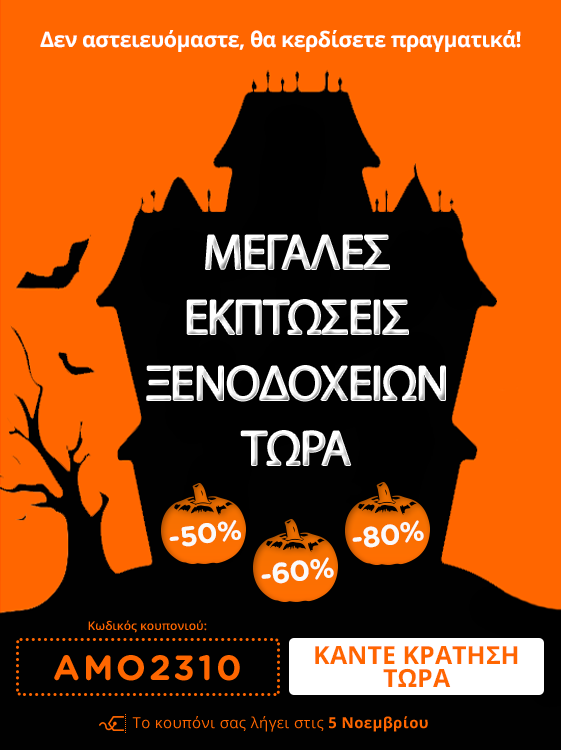 Δεν αστειευόμαστε, θα κερδίσετε πραγματικά!
ΜΕΓΑΛΕΣ
ΕΚΠΤΩΣΕΙΣ
ΞΕΝΟΔΟΧΕΙΩΝ
ΤΩΡΑ
-50%
-60%
-80%
Κωδικός κουπονιού:
AMO2310
ΚΑΝΤΕ ΚΡΑΤΗΣΗ
ΤΩΡΑ
Το κουπόνι σας λήγει στις 5 Νοεμβρίου